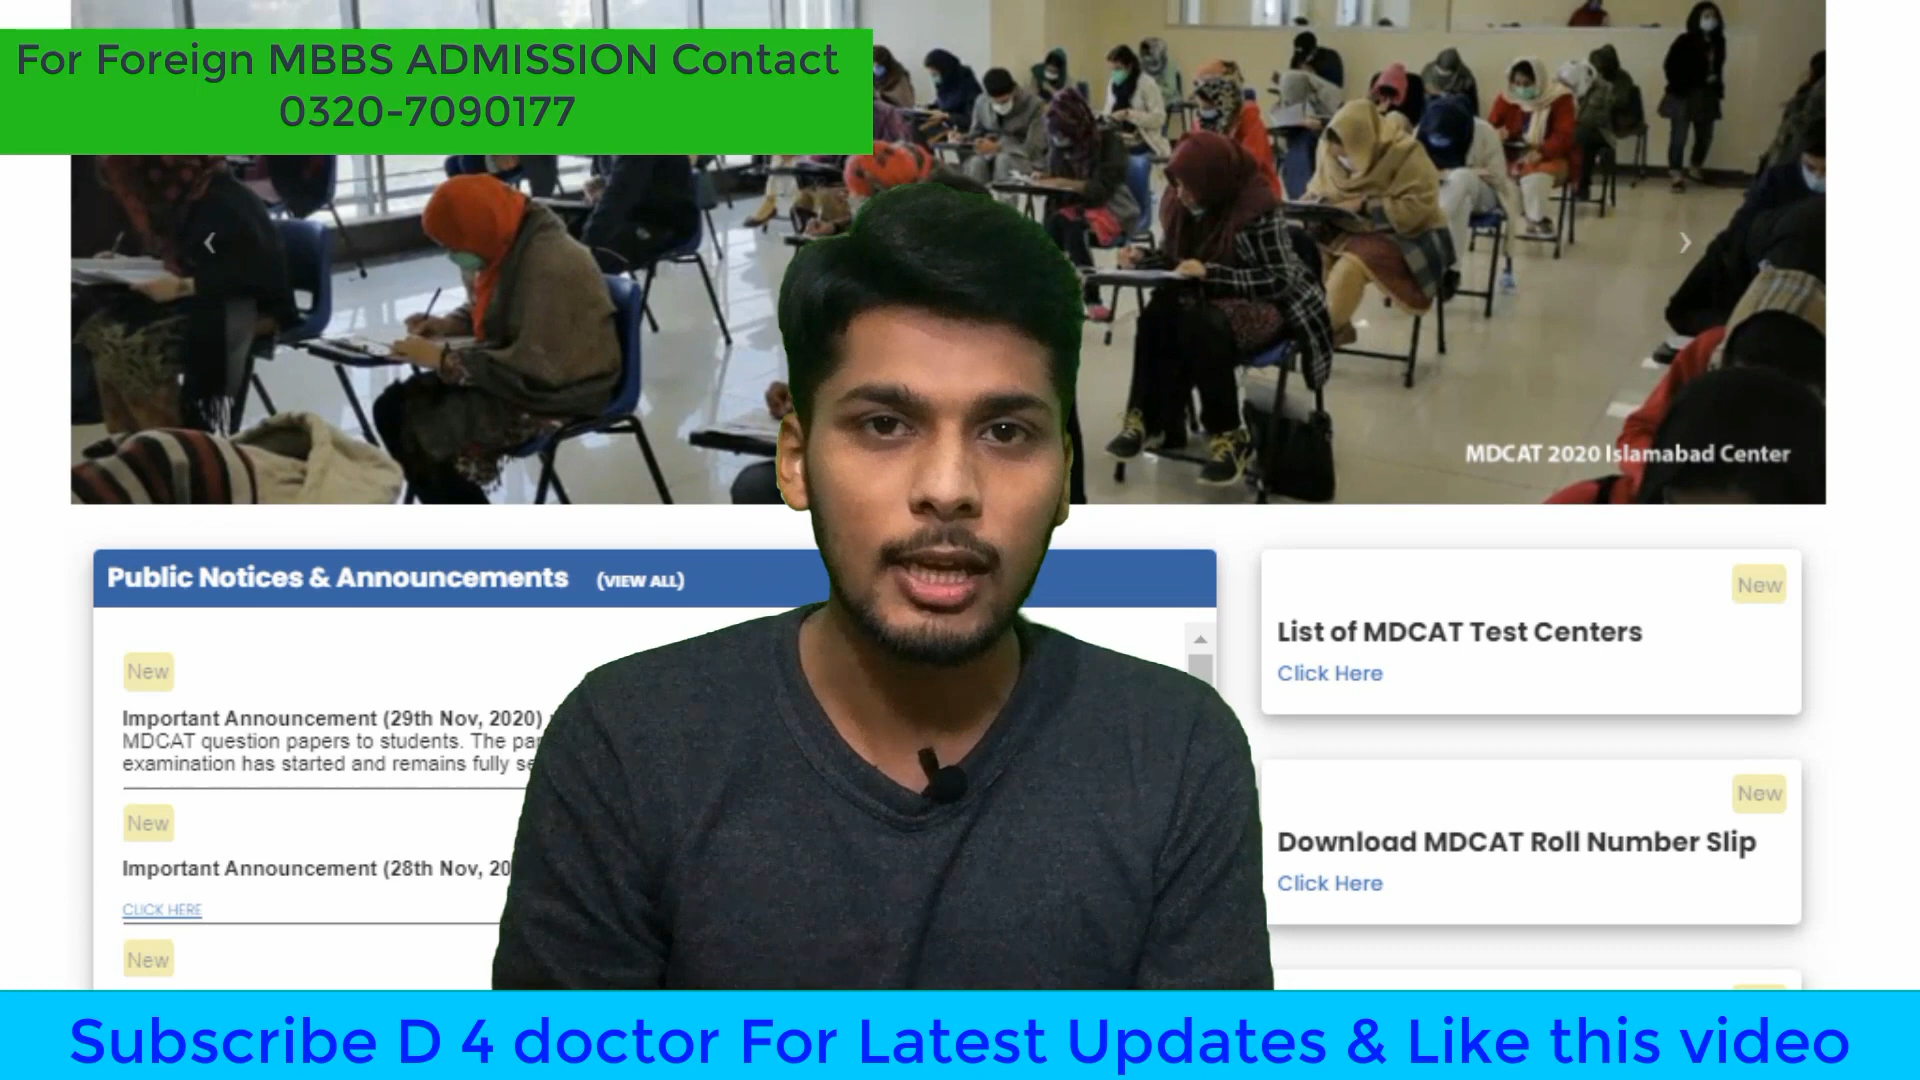 For Foreign MBBS ADMISSION Contact
0320-7090177
MDCAT 2020 Islamabad Center
Public Notices & Announcements (VIEW ALL)
New
Important Announcement (29th Nov, 2020)
MDCAT question papers to students. The
examination has started and remains fully
New
Important Announcement (28th Nov, 20
CLICK HERE
New
New
List of MDCAT Test Centers
Click Here
New
Download MDCAT Roll Number Slip
Click Here
Subscribe D 4 doctor For Latest Updates & Like this video